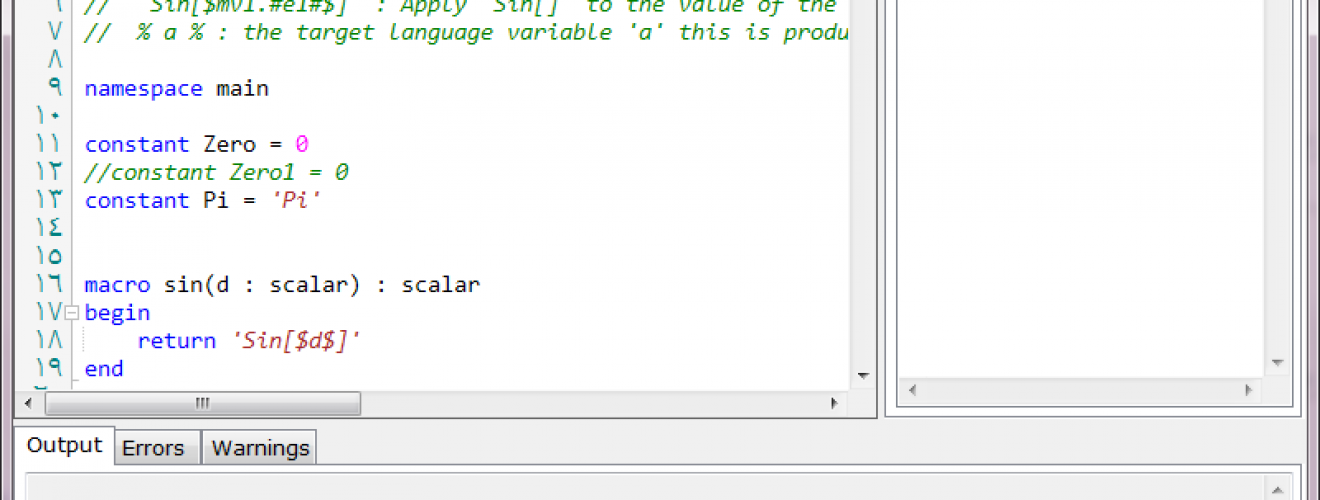 ٦ // 'Sin[$mv1.#e1#$]' : Apply 'Sin[]' to the value of the
٧ // % a % : the target language variable 'a' this is produ
٨
٩ namespace main
١٠
١١ constant Zero = 0
١٢ //constant Zero1 = 0
١٣ constant Pi = 'Pi'
١٤
١٥
١٦ macro sin(d : scalar) : scalar
١٧ begin
١٨ return 'Sin[$d$]'
١٩ end
Output Errors Warnings